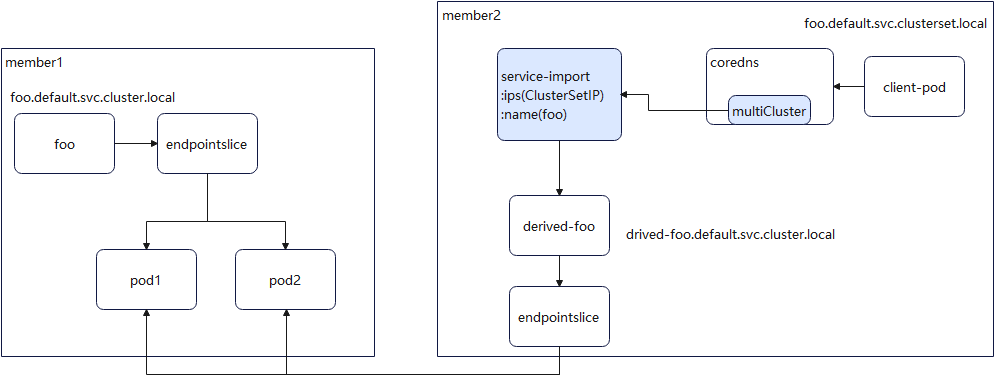 member1
foo.default.svc.cluster.local
foo
endpointslice
pod1
pod2
member2
foo.default.svc.clusterset.local
service-import
:ips(ClusterSetIP)
:name(foo)
coredns
multiCluster
client-pod
derived-foo
drived-foo.default.svc.cluster.local
endpointslice